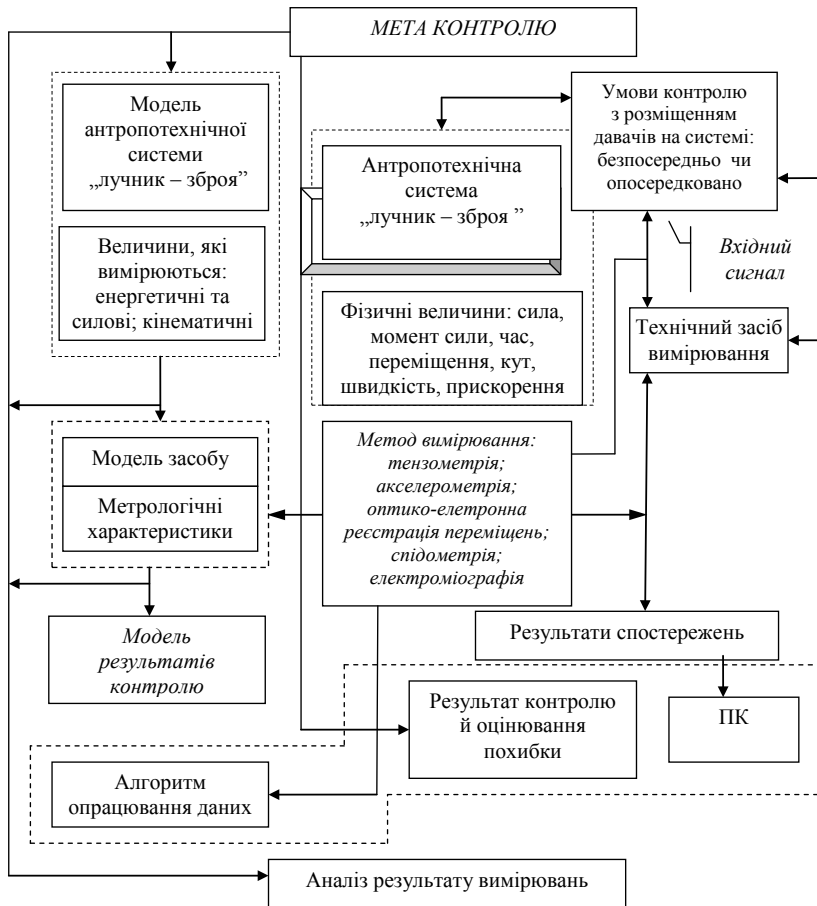 МЕТА КОНТРОЛЮ
Модель
антропотехнічної
системи
„лучник – зброя”
Величини, які
вимірюються:
енергетичні та
силові; кінематичні
Антропотехнічна
система
„лучник – зброя ”
Фізичні величини: сила,
момент сили, час,
переміщення, кут,
швидкість, прискорення
Умови контролю
з розміщенням
давачів на системі:
безпосередньо чи
опосередковано
Вхідний
сигнал
Технічний засіб
вимірювання
Модель засобу
Метрологічні
характеристики
Метод вимірювання:
тензометрія;
акселерометрія;
оптико-елетронна
реєстрація переміщень;
спідометрія;
електроміографія
Модель
результатів
контролю
Результати спостережень
Результат контролю
й оцінювання
похибки
ПК
Алгоритм
опрацювання даних
Аналіз результату вимірювань